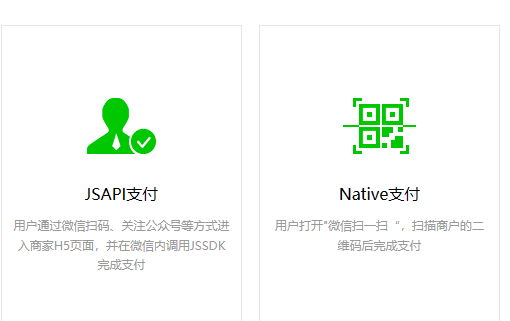 JSAPI支付
用户通过微信扫码、关注公众号等方式进
入商家H5页面，并在微信内调用JSSDK
完成支付
Native支付
用户打开"微信扫一扫 “，扫描商户的二
维码后完成支付